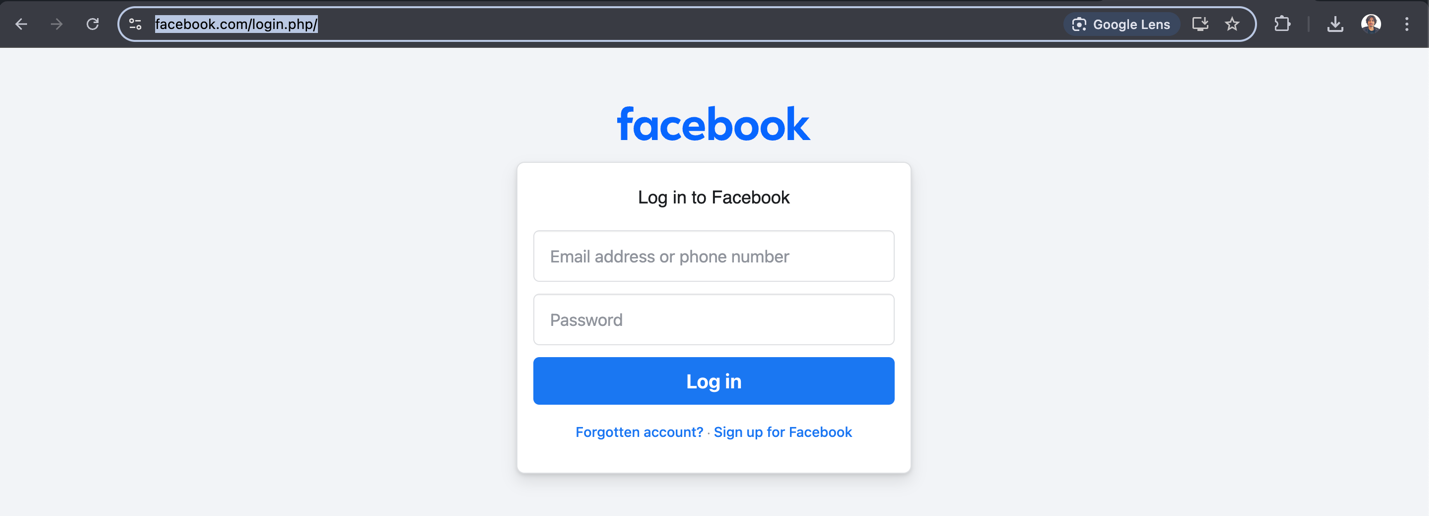 facebook.com/login.php/
Google Lens
facebook
Log in to Facebook
Email address or phone number
Password
Log in
Forgotten account? · Sign up for Facebook